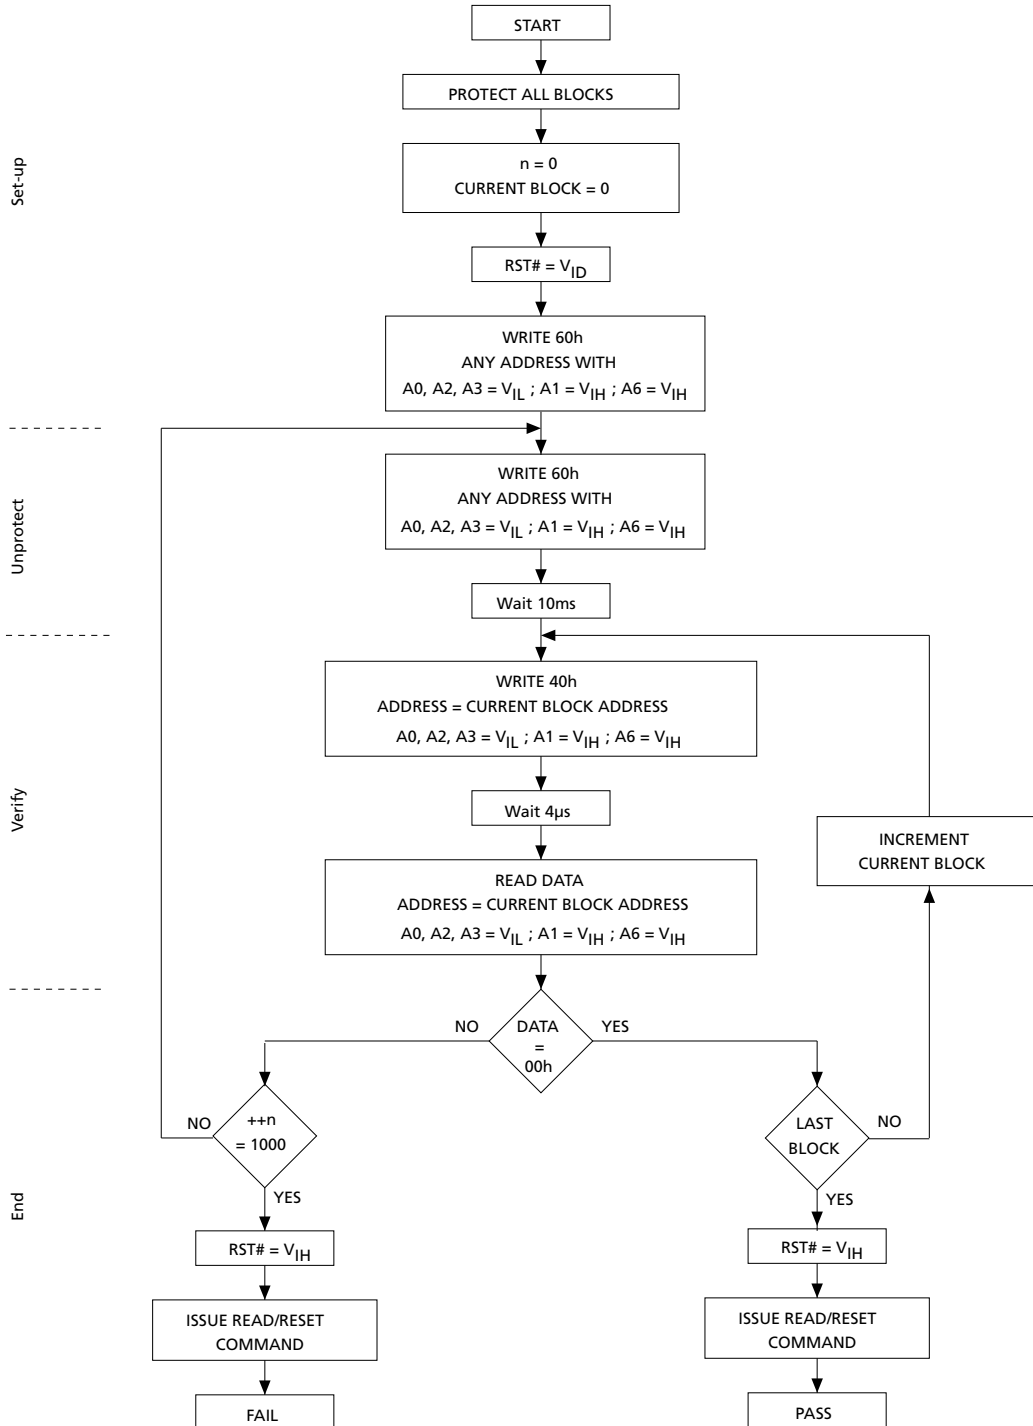 START
PROTECT ALL BLOCKS
Set-up
n = 0
CURRENT BLOCK = 0
RST# = VID
WRITE 60h
ANY ADDRESS WITH
A0, A2, A3 = VIL ; A1 = VIH ; A6 = VIH
Unprotect
WRITE 60h
ANY ADDRESS WITH
A0, A2, A3 = VIL ; A1 = VIH ; A6 = VIH
Wait 10ms
Verify
WRITE 40h
ADDRESS = CURRENT BLOCK ADDRESS
A0, A2, A3 = VIL ; A1 = VIH ; A6 = VIH
Wait 4µs
INCREMENT
CURRENT BLOCK
READ DATA
ADDRESS = CURRENT BLOCK ADDRESS
A0, A2, A3 = VIL ; A1 = VIH ; A6 = VIH
End
NO
DATA
=
00h
YES
NO
++n
= 1000
YES
LAST
BLOCK
NO
YES
RST# = VIH
RST# = VIH
ISSUE READ/RESET
COMMAND
ISSUE READ/RESET
COMMAND
FAIL
PASS